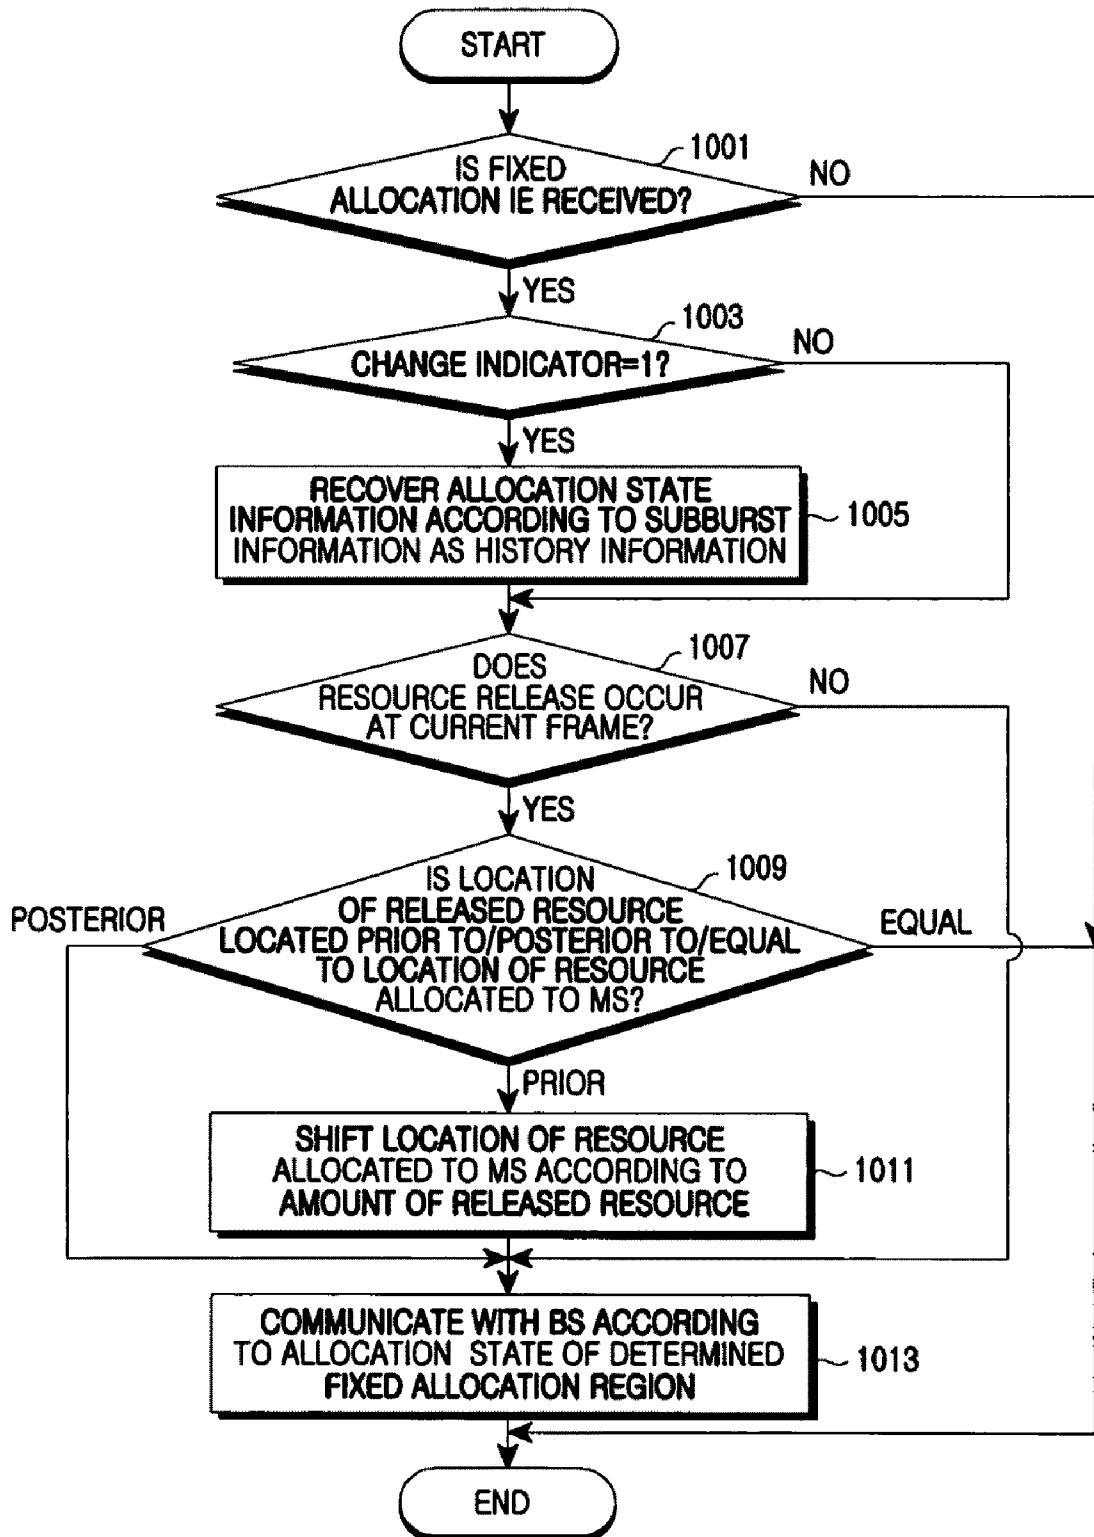 START
1001
IS FIXED
ALLOCATION IE RECEIVED?
NO
YES
1003
CHANGE INDICATOR=1?
NO
YES
RECOVER ALLOCATION STATE
INFORMATION ACCORDING TO SUBBURST
INFORMATION AS HISTORY INFORMATION
1005
1007
DOES
RESOURCE RELEASE OCCUR
AT CURRENT FRAME?
NO
YES
1009
IS LOCATION
OF RELEASED RESOURCE
LOCATED PRIOR TO/POSTERIOR TO/EQUAL
TO LOCATION OF RESOURCE
ALLOCATED TO MS?
POSTERIOR
EQUAL
PRIOR
SHIFT LOCATION OF RESOURCE
ALLOCATED TO MS ACCORDING TO
AMOUNT OF RELEASED RESOURCE
1011
COMMUNICATE WITH BS ACCORDING
TO ALLOCATION STATE OF DETERMINED
FIXED ALLOCATION REGION
1013
END